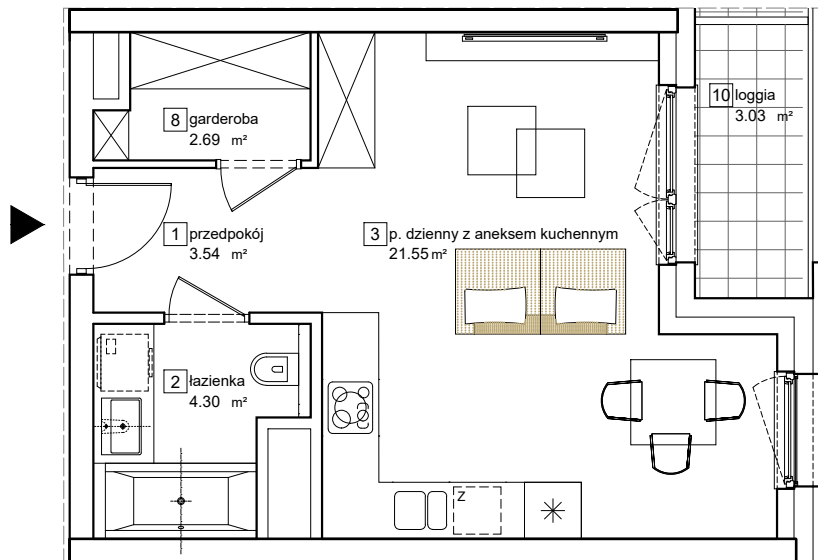 8 garderoba
2.69 m²
10 loggia
3.03 m²
1 przedpokój
3.54 m²
3 p. dzienny z aneksem kuchennym
21.55 m²
2 łazienka
4.30 m²
Z